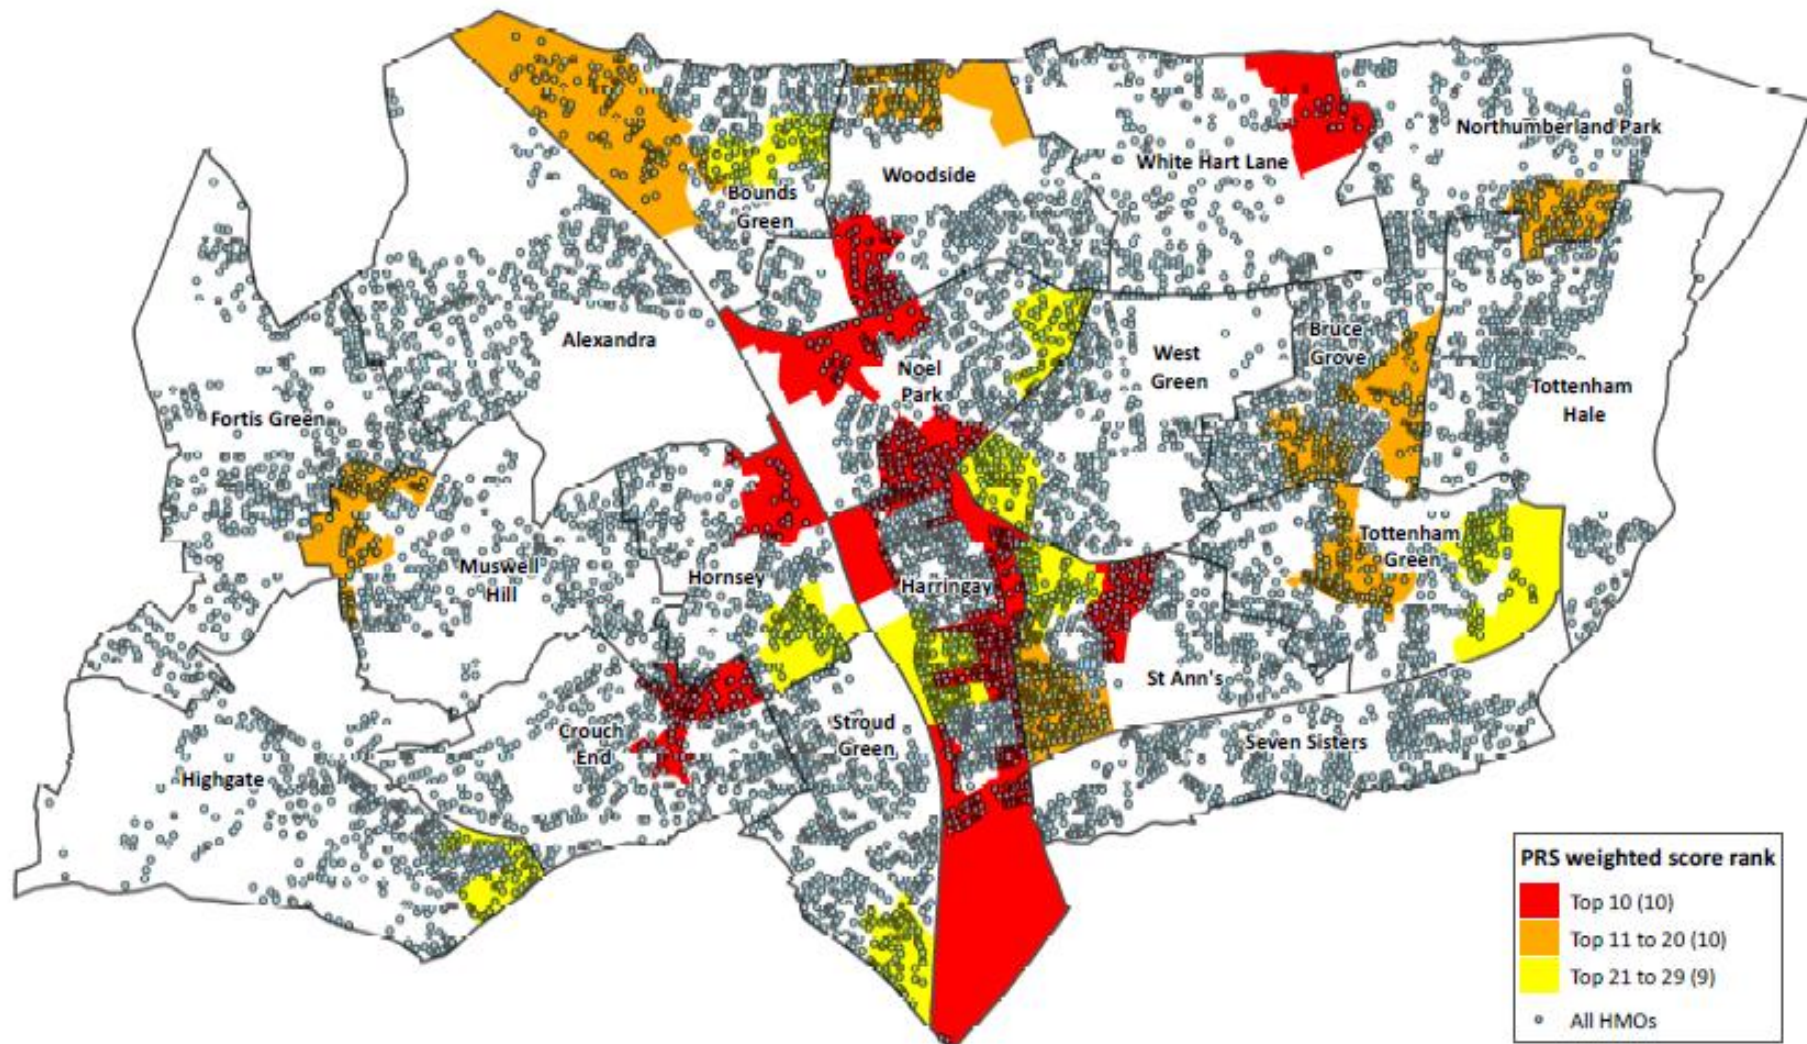 Northumberland Park
White Hart Lane
Woodside
Bounds
Green
Bruce
Grove
Alexandra
West
Green
Noel
Park
Tottenham
Hale
Fortis Green
Tottenham
Green
Muswell
Hill
Hornsey
Harringay
St Ann's
Stroud
Green
Crouch
End
Seven Sisters
Highgate
PRS weighted score rank
Top 10 (10)
Top 11 to 20 (10)
Top 21 to 29 (9)
All HMOs